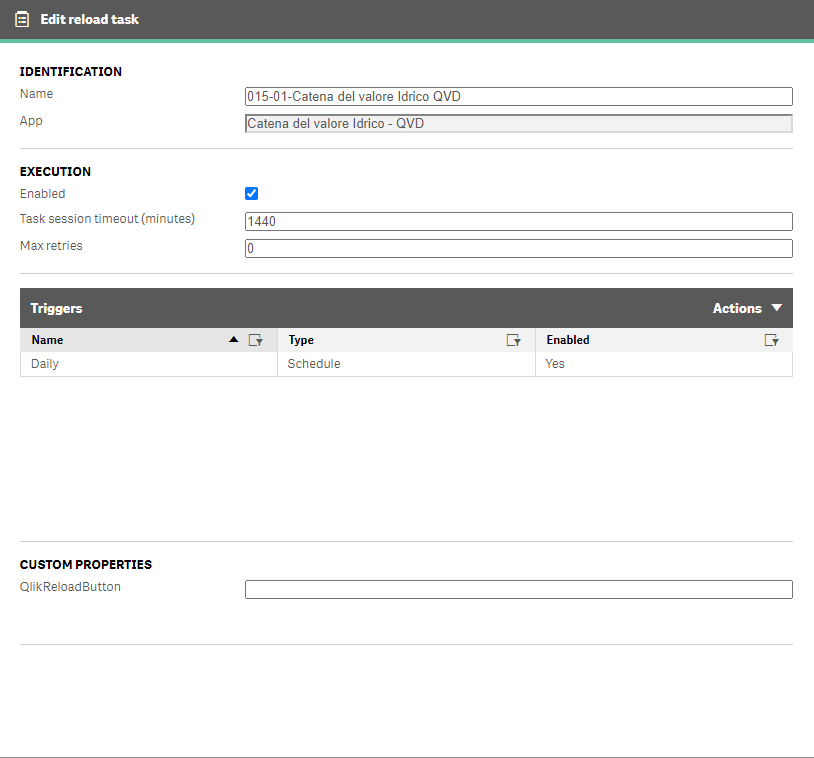 Edit reload task
IDENTIFICATION
Name 015-01-Catena del valore Idrico QVD
App Catena del valore Idrico - QVD
EXECUTION
Enabled
Task session timeout (minutes) 1440
Max retries 0
Triggers Actions
Name Type Enabled
Daily Schedule Yes
CUSTOM PROPERTIES
QlikReloadButton